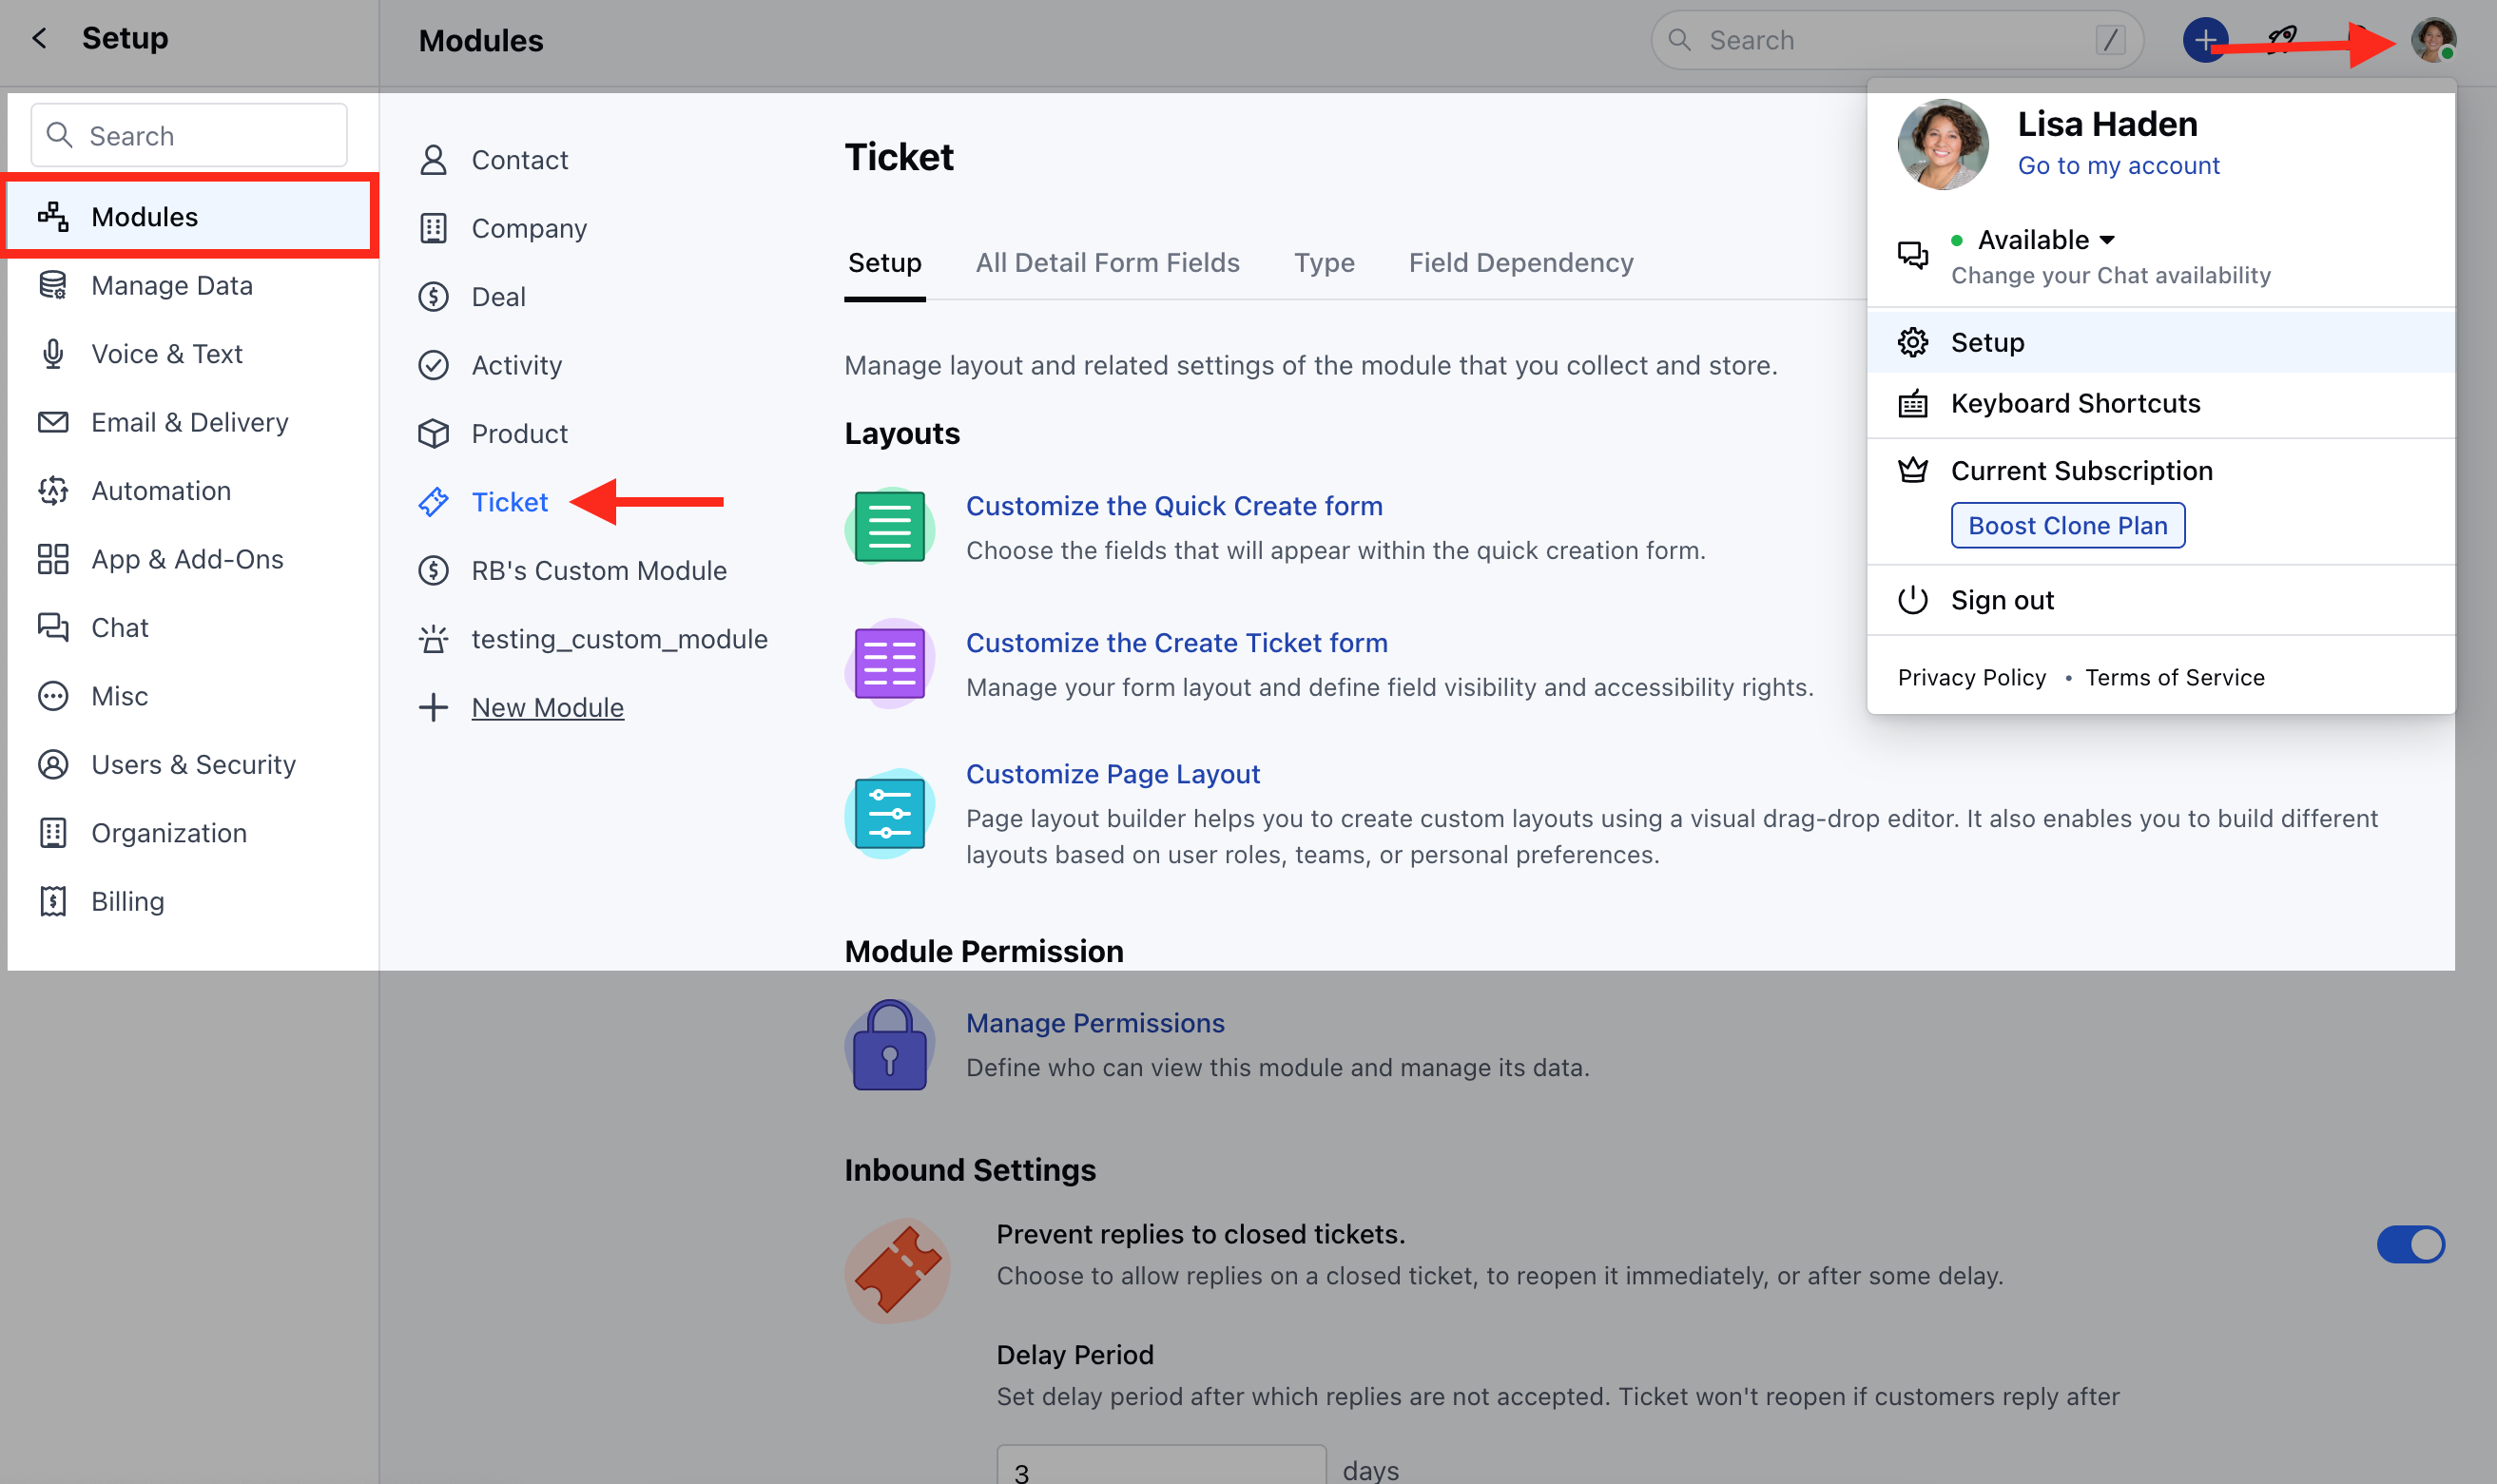 Setup
Modules
Search
/
Search
Modules
Manage Data
Voice & Text
Email & Delivery
Automation
App & Add-Ons
Chat
Misc
Users & Security
Organization
Billing
Contact
Company
Deal
Activity
Product
Ticket
RB's Custom Module
testing_custom_module
New Module
Ticket
Setup
All Detail Form Fields
Type
Field Dependency
Manage layout and related settings of the module that you collect and store.
Layouts
Customize the Quick Create form
Choose the fields that will appear within the quick creation form.
Customize the Create Ticket form
Manage your form layout and define field visibility and accessibility rights.
Customize Page Layout
Page layout builder helps you to create custom layouts using a visual drag-drop editor. It also enables you to build different
layouts based on user roles, teams, or personal preferences.
Module Permission
Manage Permissions
Define who can view this module and manage its data.
Inbound Settings
Prevent replies to closed tickets.
Choose to allow replies on a closed ticket, to reopen it immediately, or after some delay.
Delay Period
Set delay period after which replies are not accepted. Ticket won't reopen if customers reply after
3 days
Lisa Haden
Go to my account
Available
Change your Chat availability
Setup
Keyboard Shortcuts
Current Subscription
Boost Clone Plan
Sign out
Privacy Policy • Terms of Service